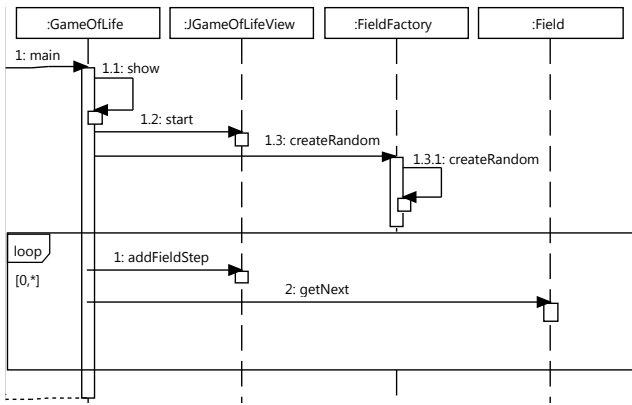 :GameOfLife
:JGameOfLifeView
:FieldFactory
:Field
1: main
1.1: show
1.2: start
1.3: createRandom
1.3.1: createRandom
loop
1: addFieldStep
[0,*]
2: getNext